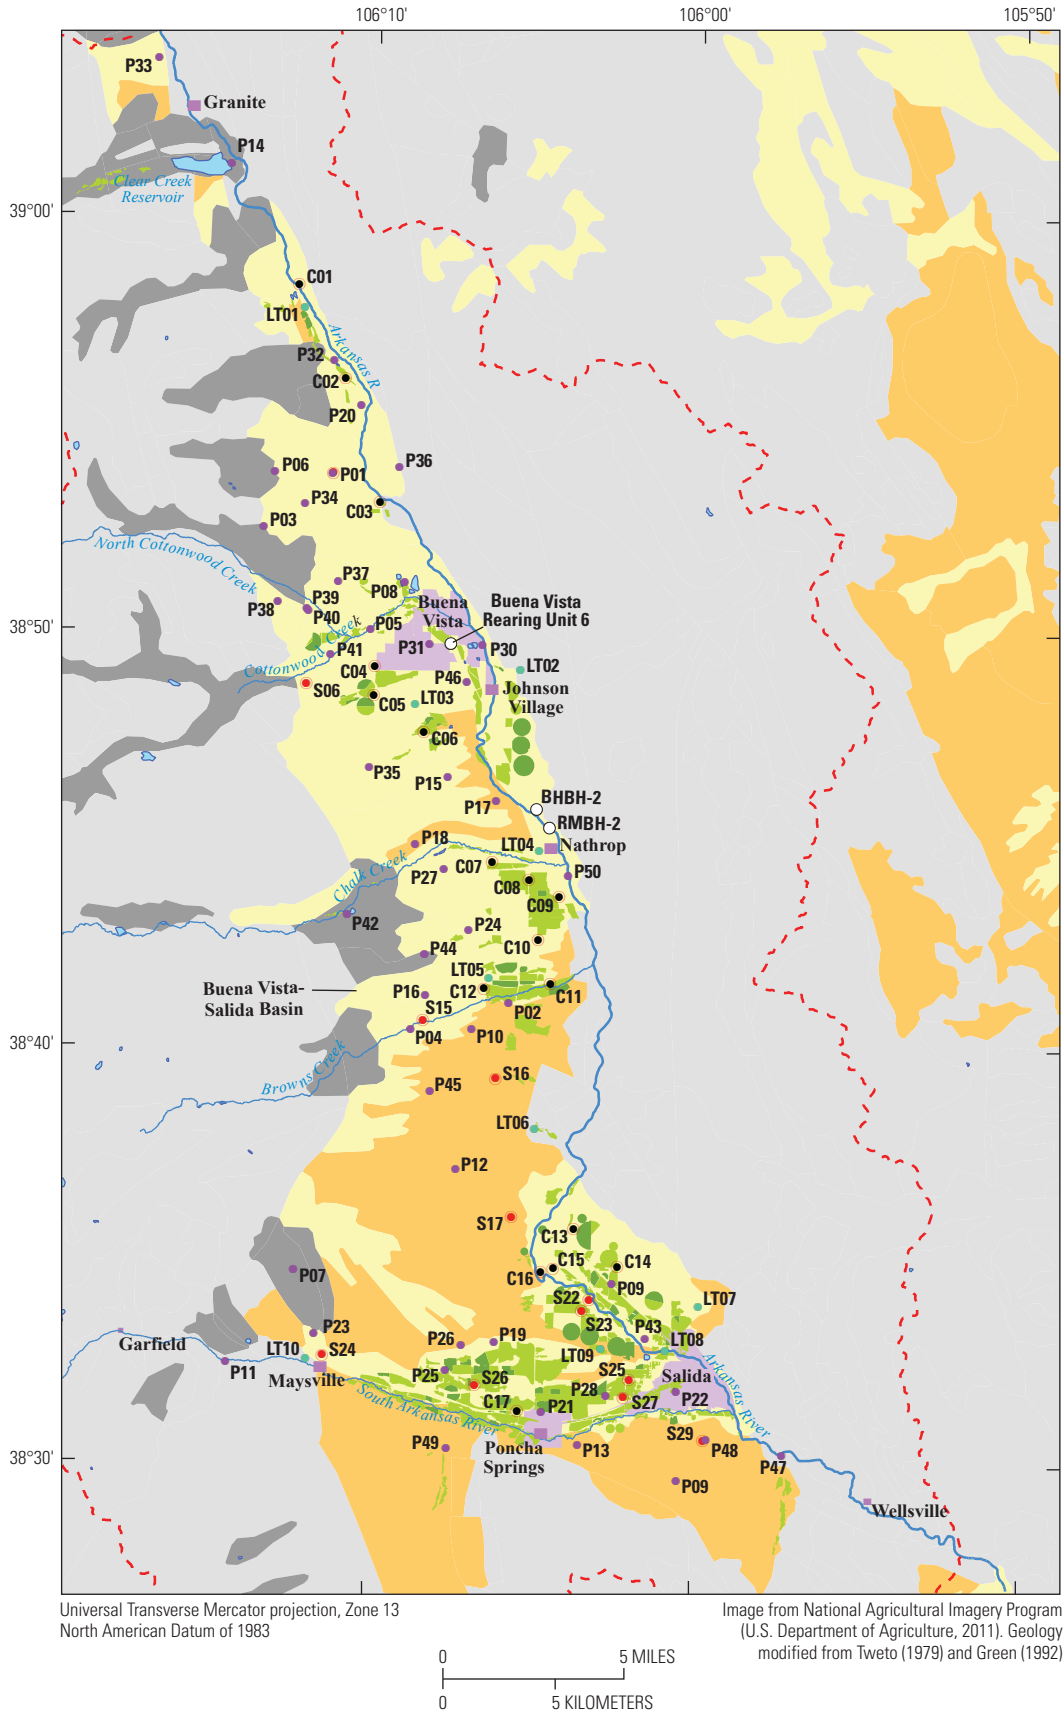 106°10'
106°00'
105°50'
P33
Granite
P14
Clear Creek
Reservoir
39°00'
C01
LT01
Arkansas R
P32
C02
P20
P36
P06
P01
P34
C03
P03
North Cottonwood Creek
P37
P08
P39
P38
P40
Buena
Vista
Buena Vista
Rearing Unit 6
38°50'
P05
Cottonwood Creek
P41
P31
P30
C04
LT02
S06
P46
Johnson
Village
C05
LT03
C06
P35
P15
P17
BHBH-2
RMBH-2
P18
LT04
Nathrop
Chalk Creek
C07
P27
P50
C08
C09
P42
P24
C10
P44
LT05
Buena Vista-
Salida Basin
P16
C12
C11
S15
P02
P04
P10
38°40'
Browns Creek
S16
P45
LT06
P12
S17
C13
C15
C14
C16
P07
P09
S22
LT07
S23
P23
P43
Garfield
P26
P19
LT08
LT10
S24
LT09
Arkansas River
P11
Maysville
P25
S26
S25
Salida
South Arkansas River
P28
P22
C17
P21
S27
P49
Poncha
Springs
P13
S29
P48
38°30'
P47
P09
Wellsville
Universal Transverse Mercator projection, Zone 13
North American Datum of 1983
Image from National Agricultural Imagery Program
(U.S. Department of Agriculture, 2011). Geology
modified from Tweto (1979) and Green (1992)
0
5 MILES
0
5 KILOMETERS